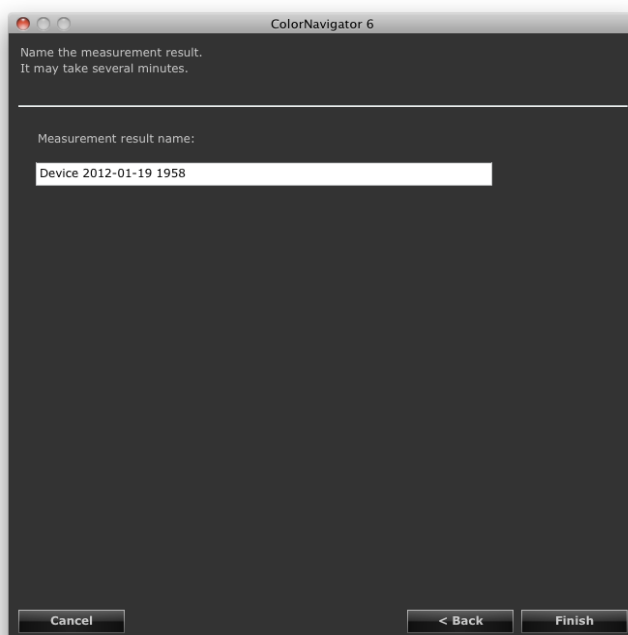 ColorNavigator 6
Name the measurement result.
It may take several minutes.
Measurement result name:
Device 2012-01-19 1958
Cancel
< Back
Finish